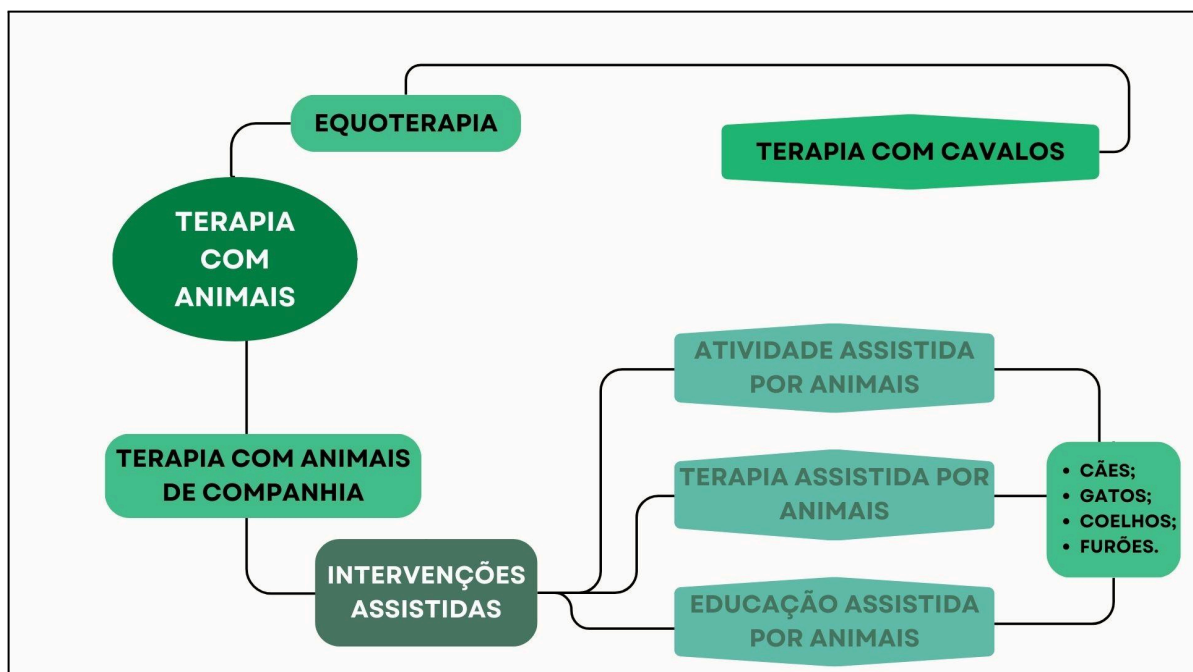 EQUOTERAPIA
TERAPIA COM CAVALOS
TERAPIA
COM
ANIMAIS
ATIVIDADE ASSISTIDA
POR ANIMAIS
TERAPIA COM ANIMAIS
DE COMPANHIA
TERAPIA ASSISTIDA POR
ANIMAIS
• CÃES;
• GATOS;
• COELHOS;
• FURÕES.
INTERVENÇÕES
ASSISTIDAS
EDUCAÇÃO ASSISTIDA
POR ANIMAIS